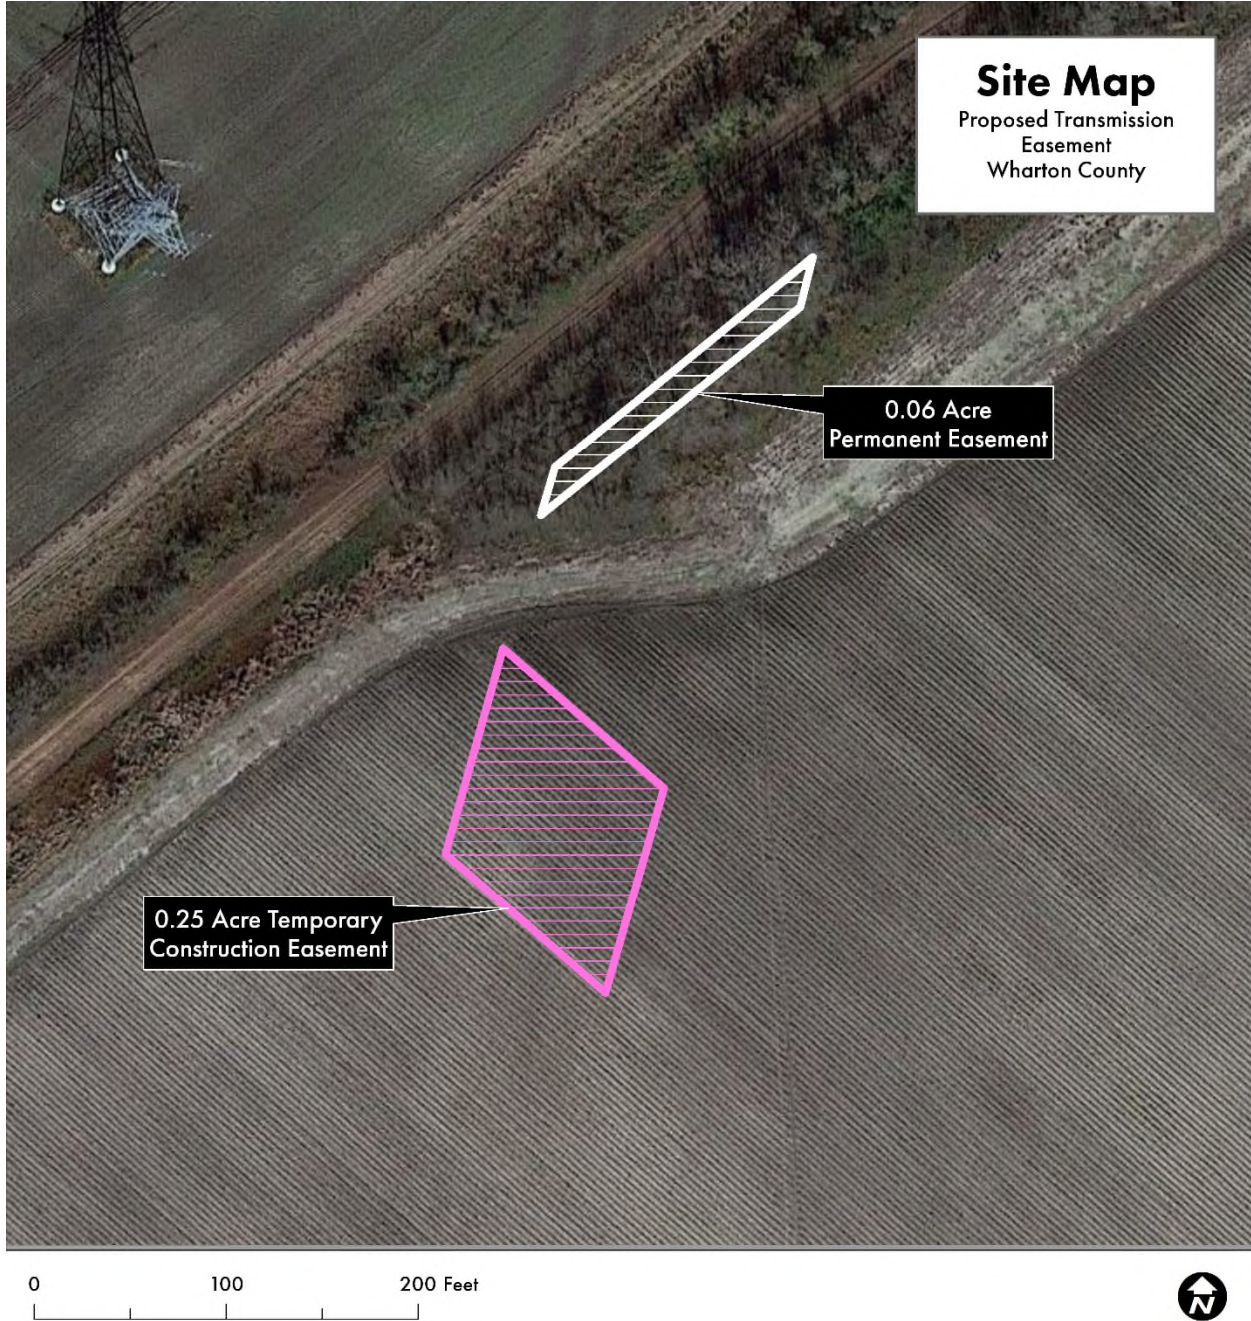 Site Map
Proposed Transmission
Easement
Wharton County
0.06 Acre
Permanent Easement
0.25 Acre Temporary
Construction Easement
0 100 200 Feet
N